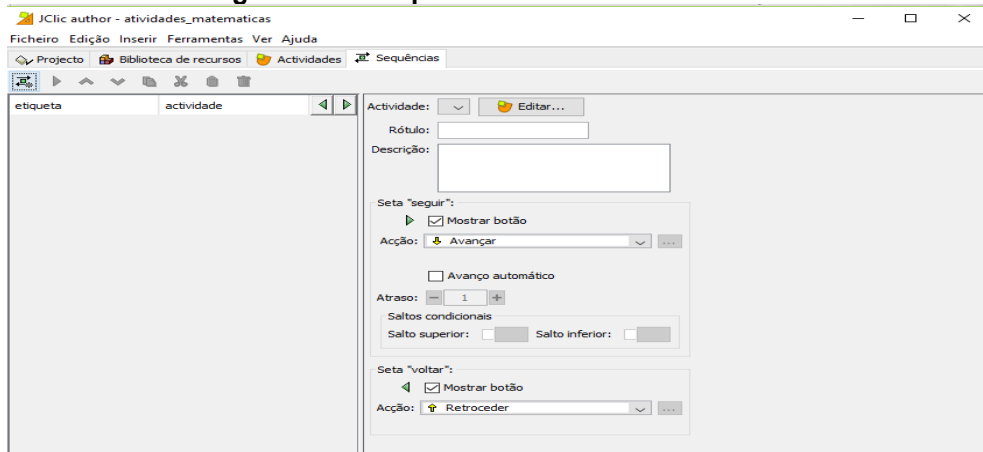 JClic author - atividades_matematicas
Ficheiro Edição Inserir Ferramentas Ver Ajuda
Projecto Biblioteca de recursos Actividades Sequências
etiqueta actividade
Actividade: Editar...
Rótulo:
Descrição:
Seta "seguir":
Mostrar botão
Acção: Avançar ...
Avanço automático
Atraso: 1
Saltos condicionais
Salto superior: Salto inferior:
Seta "voltar":
Mostrar botão
Acção: Retroceder ...